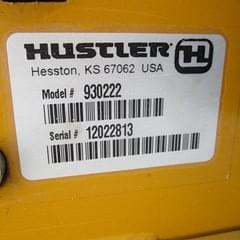 HUSTLER H
Hesston, KS 67062 USA
Model # 930222
Serial # 12022813